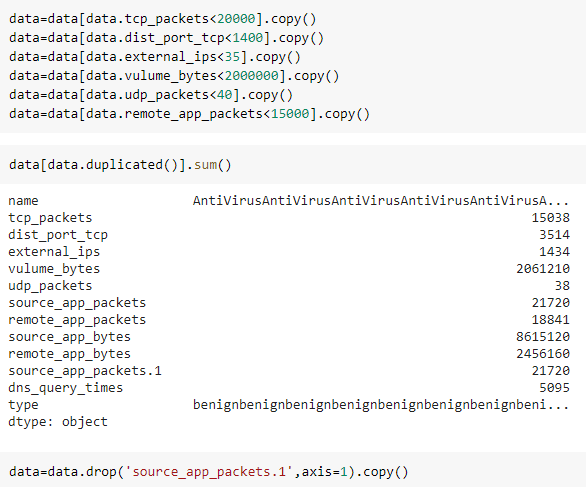 data=data[data.tcp_packets<20000].copy()
data=data[data.dist_port_tcp<1400].copy()
data=data[data.external_ips<35].copy()
data=data[data.vulume_bytes<2000000].copy()
data=data[data.udp_packets<40].copy()
data=data[data.remote_app_packets<15000].copy()
data[data.duplicated()].sum()
name AntiVirusAntiVirusAntiVirusAntiVirusAntiVirusA...
tcp_packets 15038
dist_port_tcp 3514
external_ips 1434
vulume_bytes 2061210
udp_packets 38
source_app_packets 21720
remote_app_packets 18841
source_app_bytes 8615120
remote_app_bytes 2456160
source_app_packets.1 21720
dns_query_times 5095
type benignbenignbenignbenignbenignbenignbenignbeni...
dtype: object
data=data.drop('source_app_packets.1',axis=1).copy()